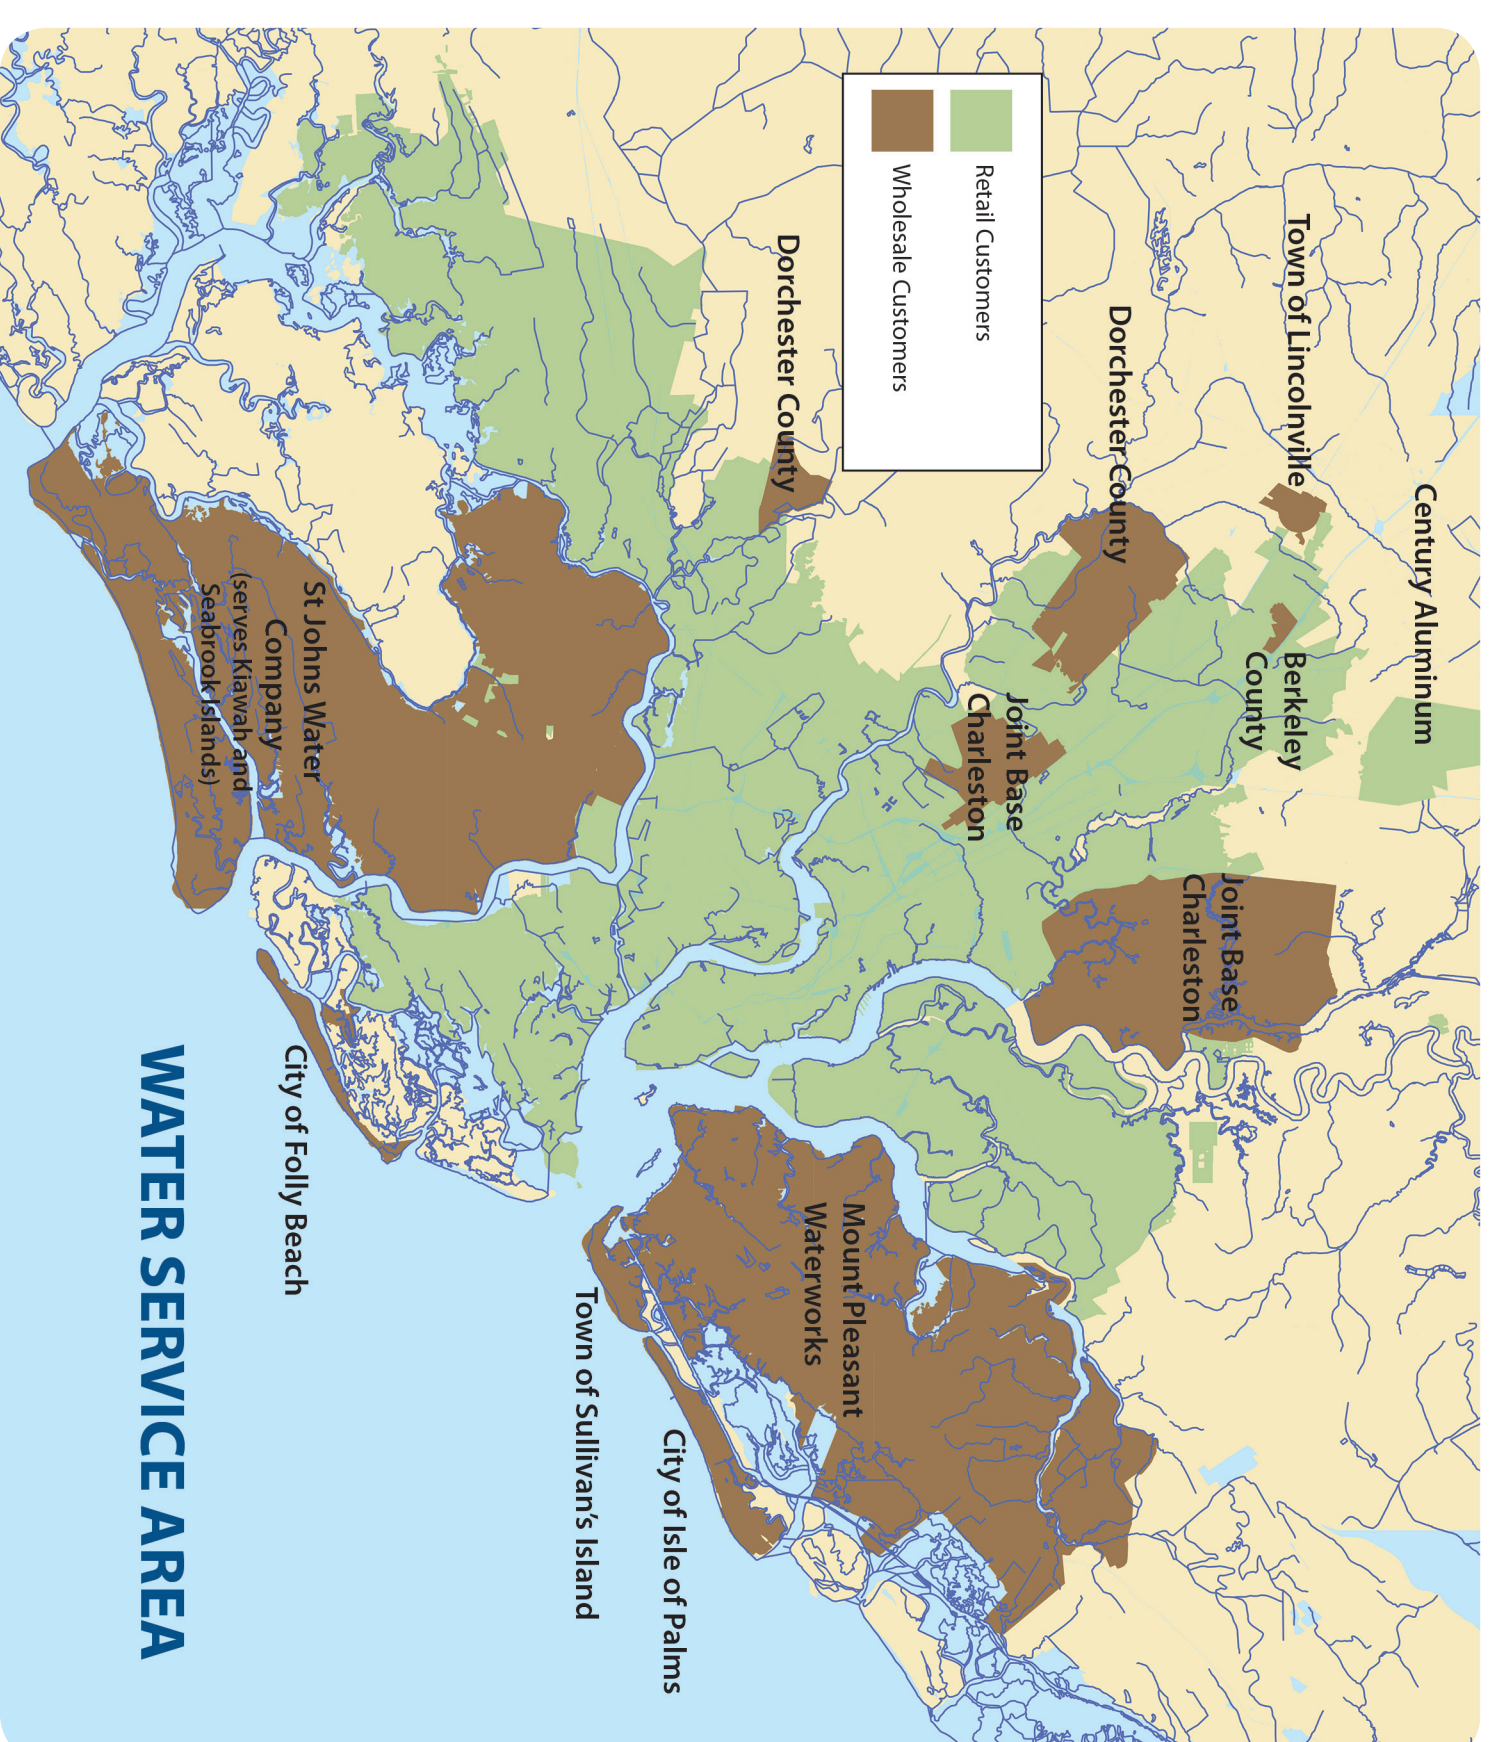 Century Aluminum
Town of Lincolnville
Berkeley
County
Joint Base
Charleston
Dorchester County
Joint Base
Charleston
Retail Customers
Wholesale Customers
Dorchester County
Mount Pleasant
Waterworks
City of Isle of Palms
Town of Sullivan's Island
St Johns Water
Company
(serves Kiawah and
Seabrook Islands)
City of Folly Beach
WATER SERVICE AREA